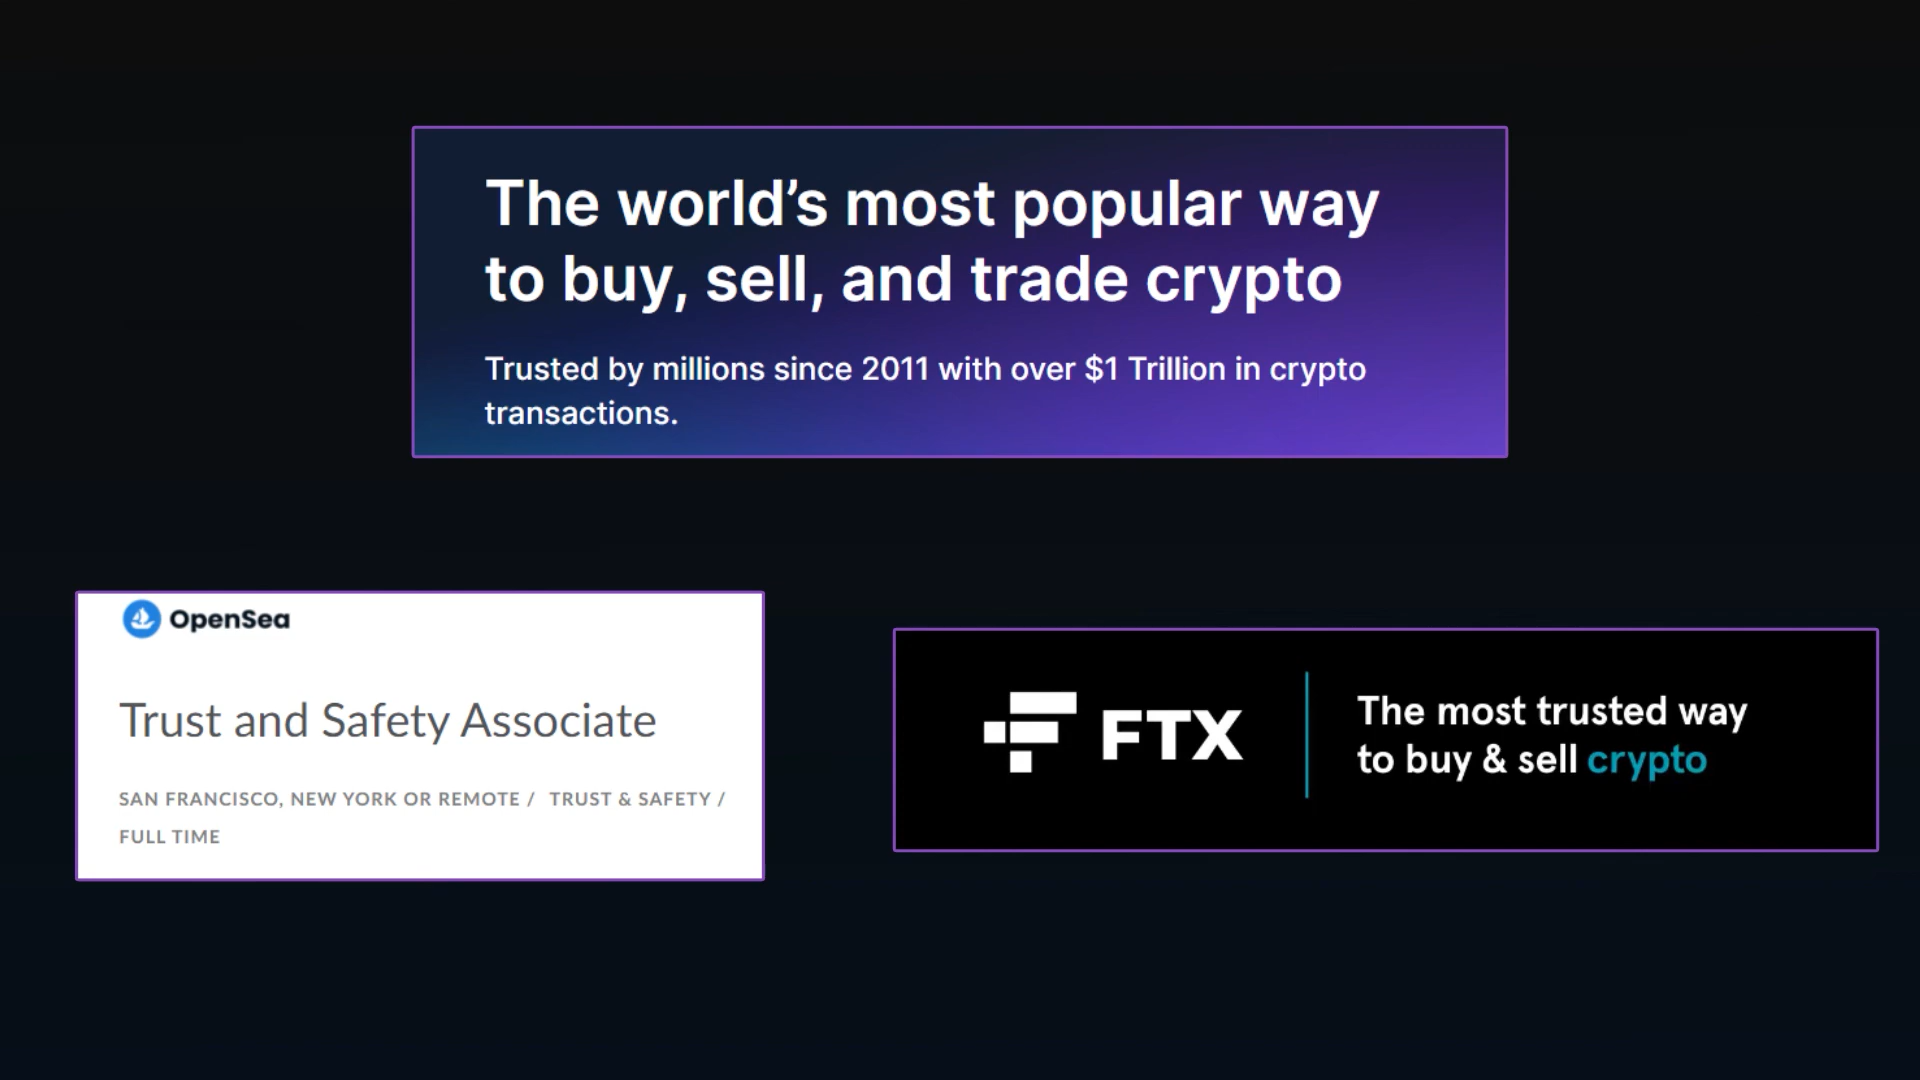 The world’s most popular way
to buy, sell, and trade crypto
Trusted by millions since 2011 with over $1 Trillion in crypto
transactions.
OpenSea
Trust and Safety Associate
SAN FRANCISCO, NEW YORK OR REMOTE / TRUST & SAFETY /
FULL TIME
FTX
The most trusted way
to buy & sell crypto